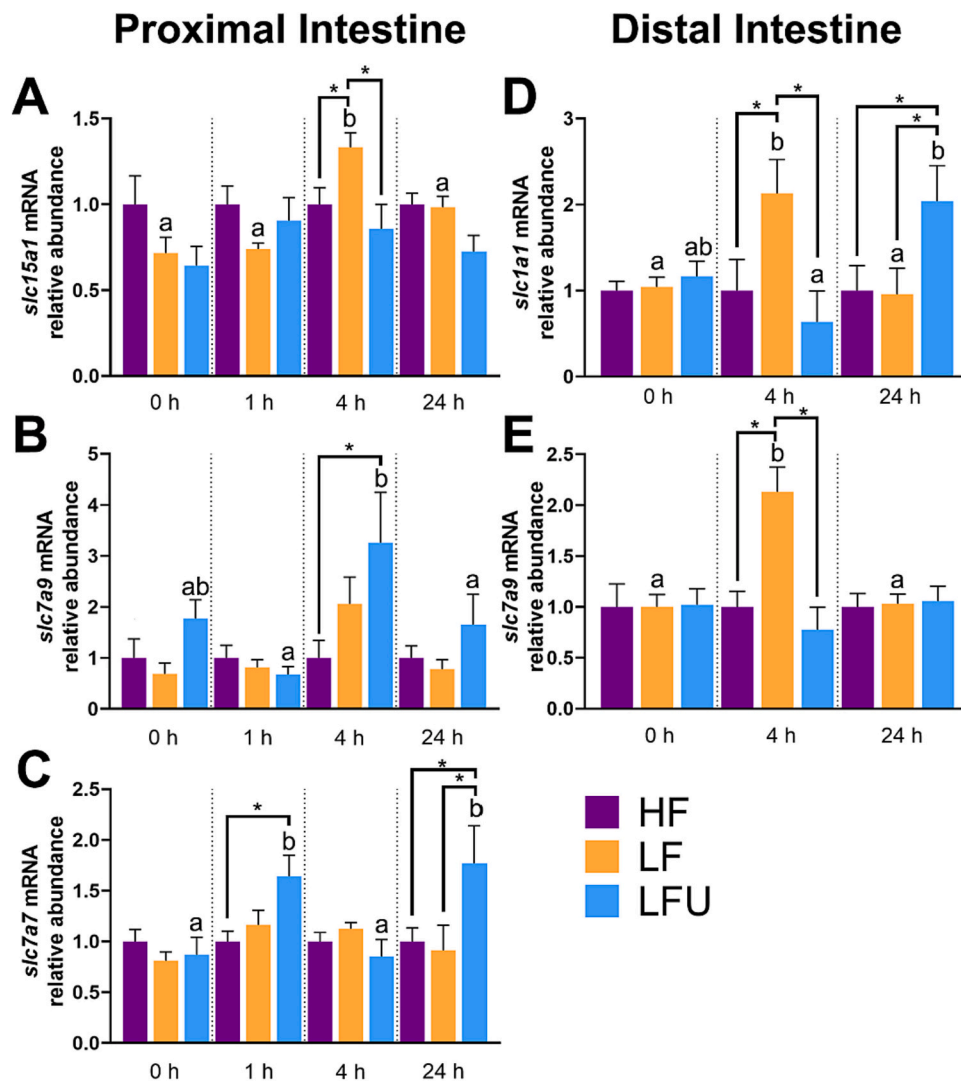 Proximal Intestine
Distal Intestine
A
slc15a1 mRNA
relative abundance
1.5
1.0
0.5
0.0
a
a
b
a
*
*
0 h
1 h
4 h
24 h
D
slc1a1 mRNA
relative abundance
3
2
1
0
a
ab
b
a
a
b
*
*
*
*
0 h
4 h
24 h
B
slc7a9 mRNA
relative abundance
5
4
3
2
1
0
ab
a
b
a
*
0 h
1 h
4 h
24 h
E
slc7a9 mRNA
relative abundance
2.5
2.0
1.5
1.0
0.5
0.0
a
b
a
*
*
0 h
4 h
24 h
C
slc7a7 mRNA
relative abundance
2.5
2.0
1.5
1.0
0.5
0.0
a
b
a
b
*
*
*
0 h
1 h
4 h
24 h
HF
LF
LFU